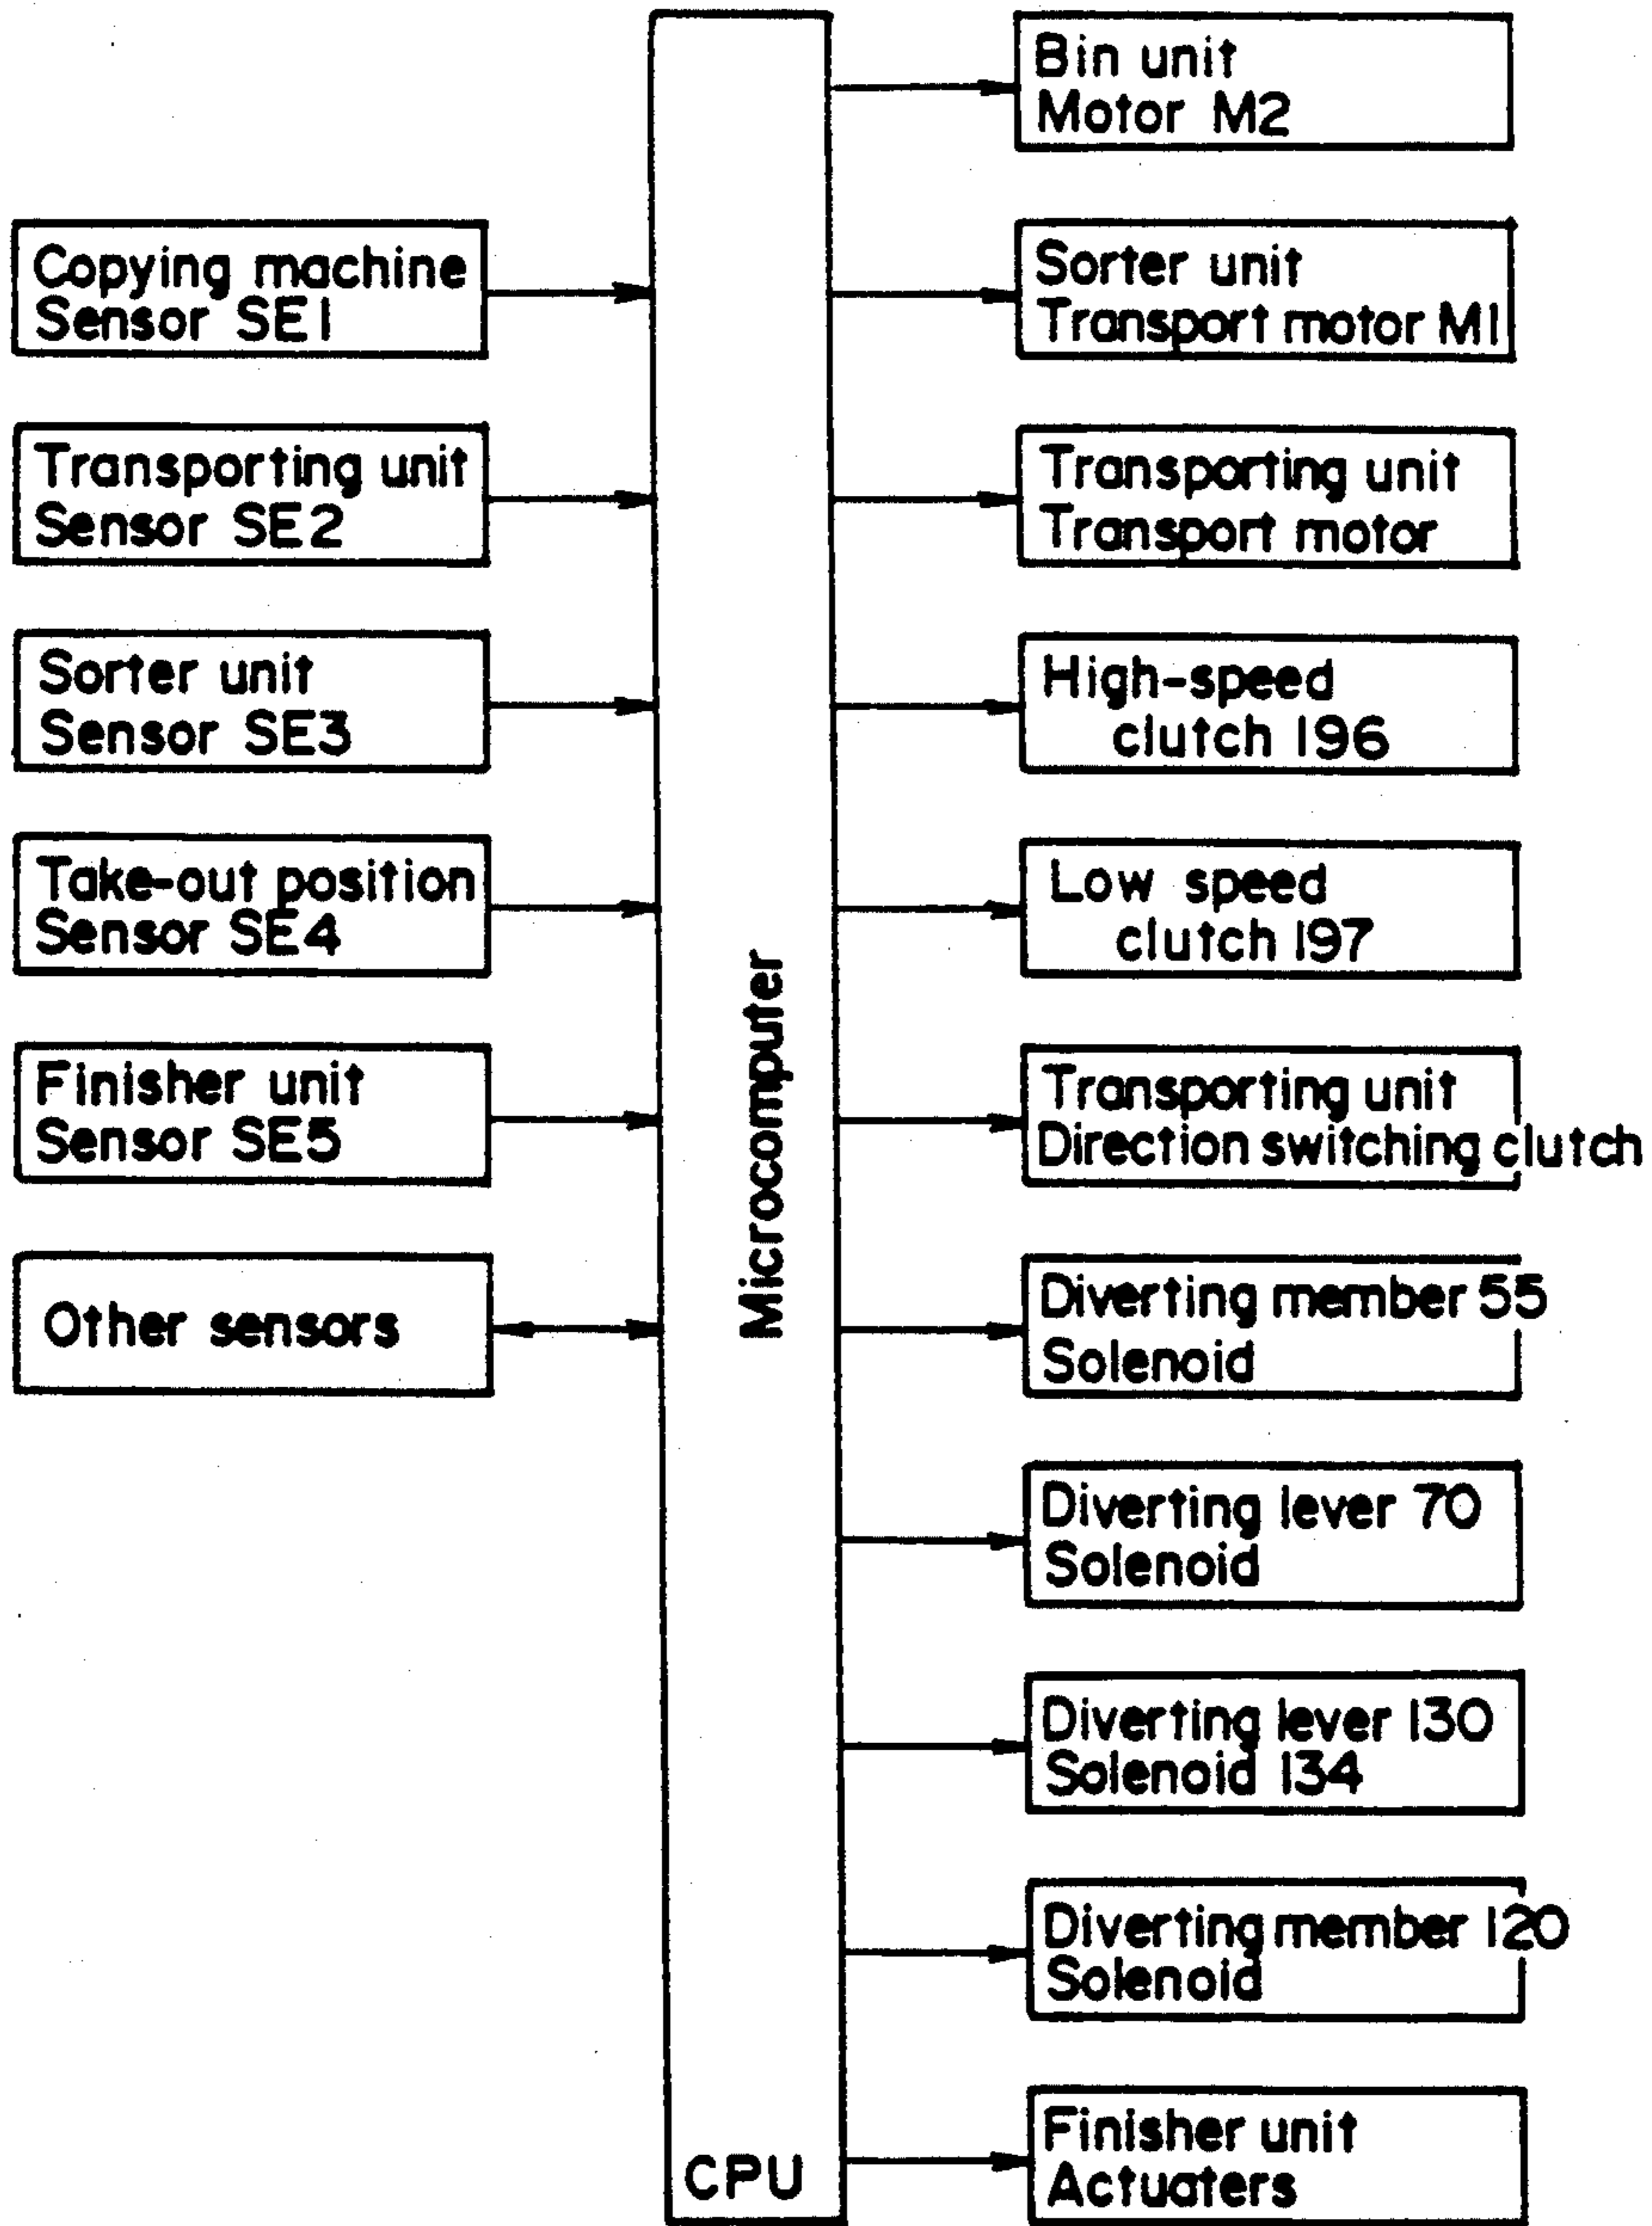 Copying machine
Sensor SE1
Transporting unit
Sensor SE2
Sorter unit
Sensor SE3
Take-out position
Sensor SE4
Finisher unit
Sensor SE5
Other sensors
Microcomputer
CPU
Bin unit
Motor M2
Sorter unit
Transport motor M1
Transporting unit
Transport motor
High-speed
clutch 196
Low speed
clutch 197
Transporting unit
Direction switching clutch
Diverting member 55
Solenoid
Diverting lever 70
Solenoid
Diverting lever 130
Solenoid 134
Diverting member 120
Solenoid
Finisher unit
Actuaters